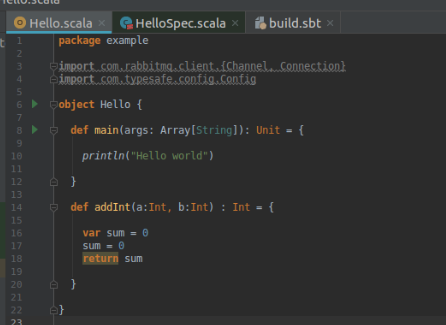 Hello.scala
Hello.scala × HelloSpec.scala × build.sbt ×
1 package example
2
3 import com.rabbitmq.client.{Channel, Connection}
4 import com.typesafe.config.Config
5
6 object Hello {
7
8 def main(args: Array[String]): Unit = {
9
10 println("Hello world")
11
12 }
13
14 def addInt(a:Int, b:Int) : Int = {
15
16 var sum = 0
17 sum = 0
18 return sum
19
20 }
21
22 }
23